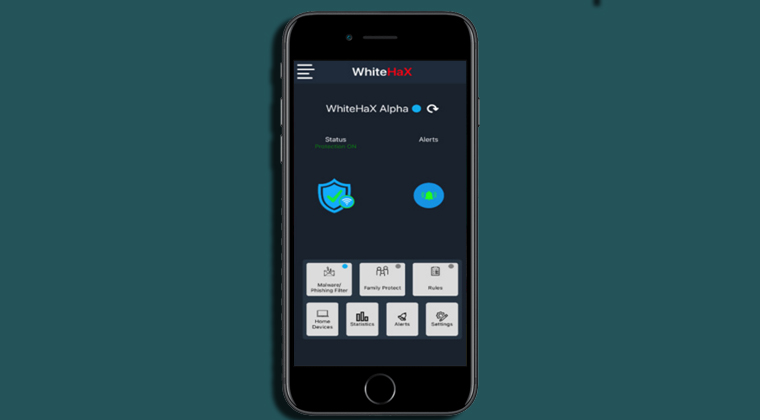 WhiteHaX
WhiteHaX Alpha
Status Alerts
Protection ON
Malware/
Phishing Filter
Family Protect
Rules
Home
Devices
Statistics
Alerts
Settings